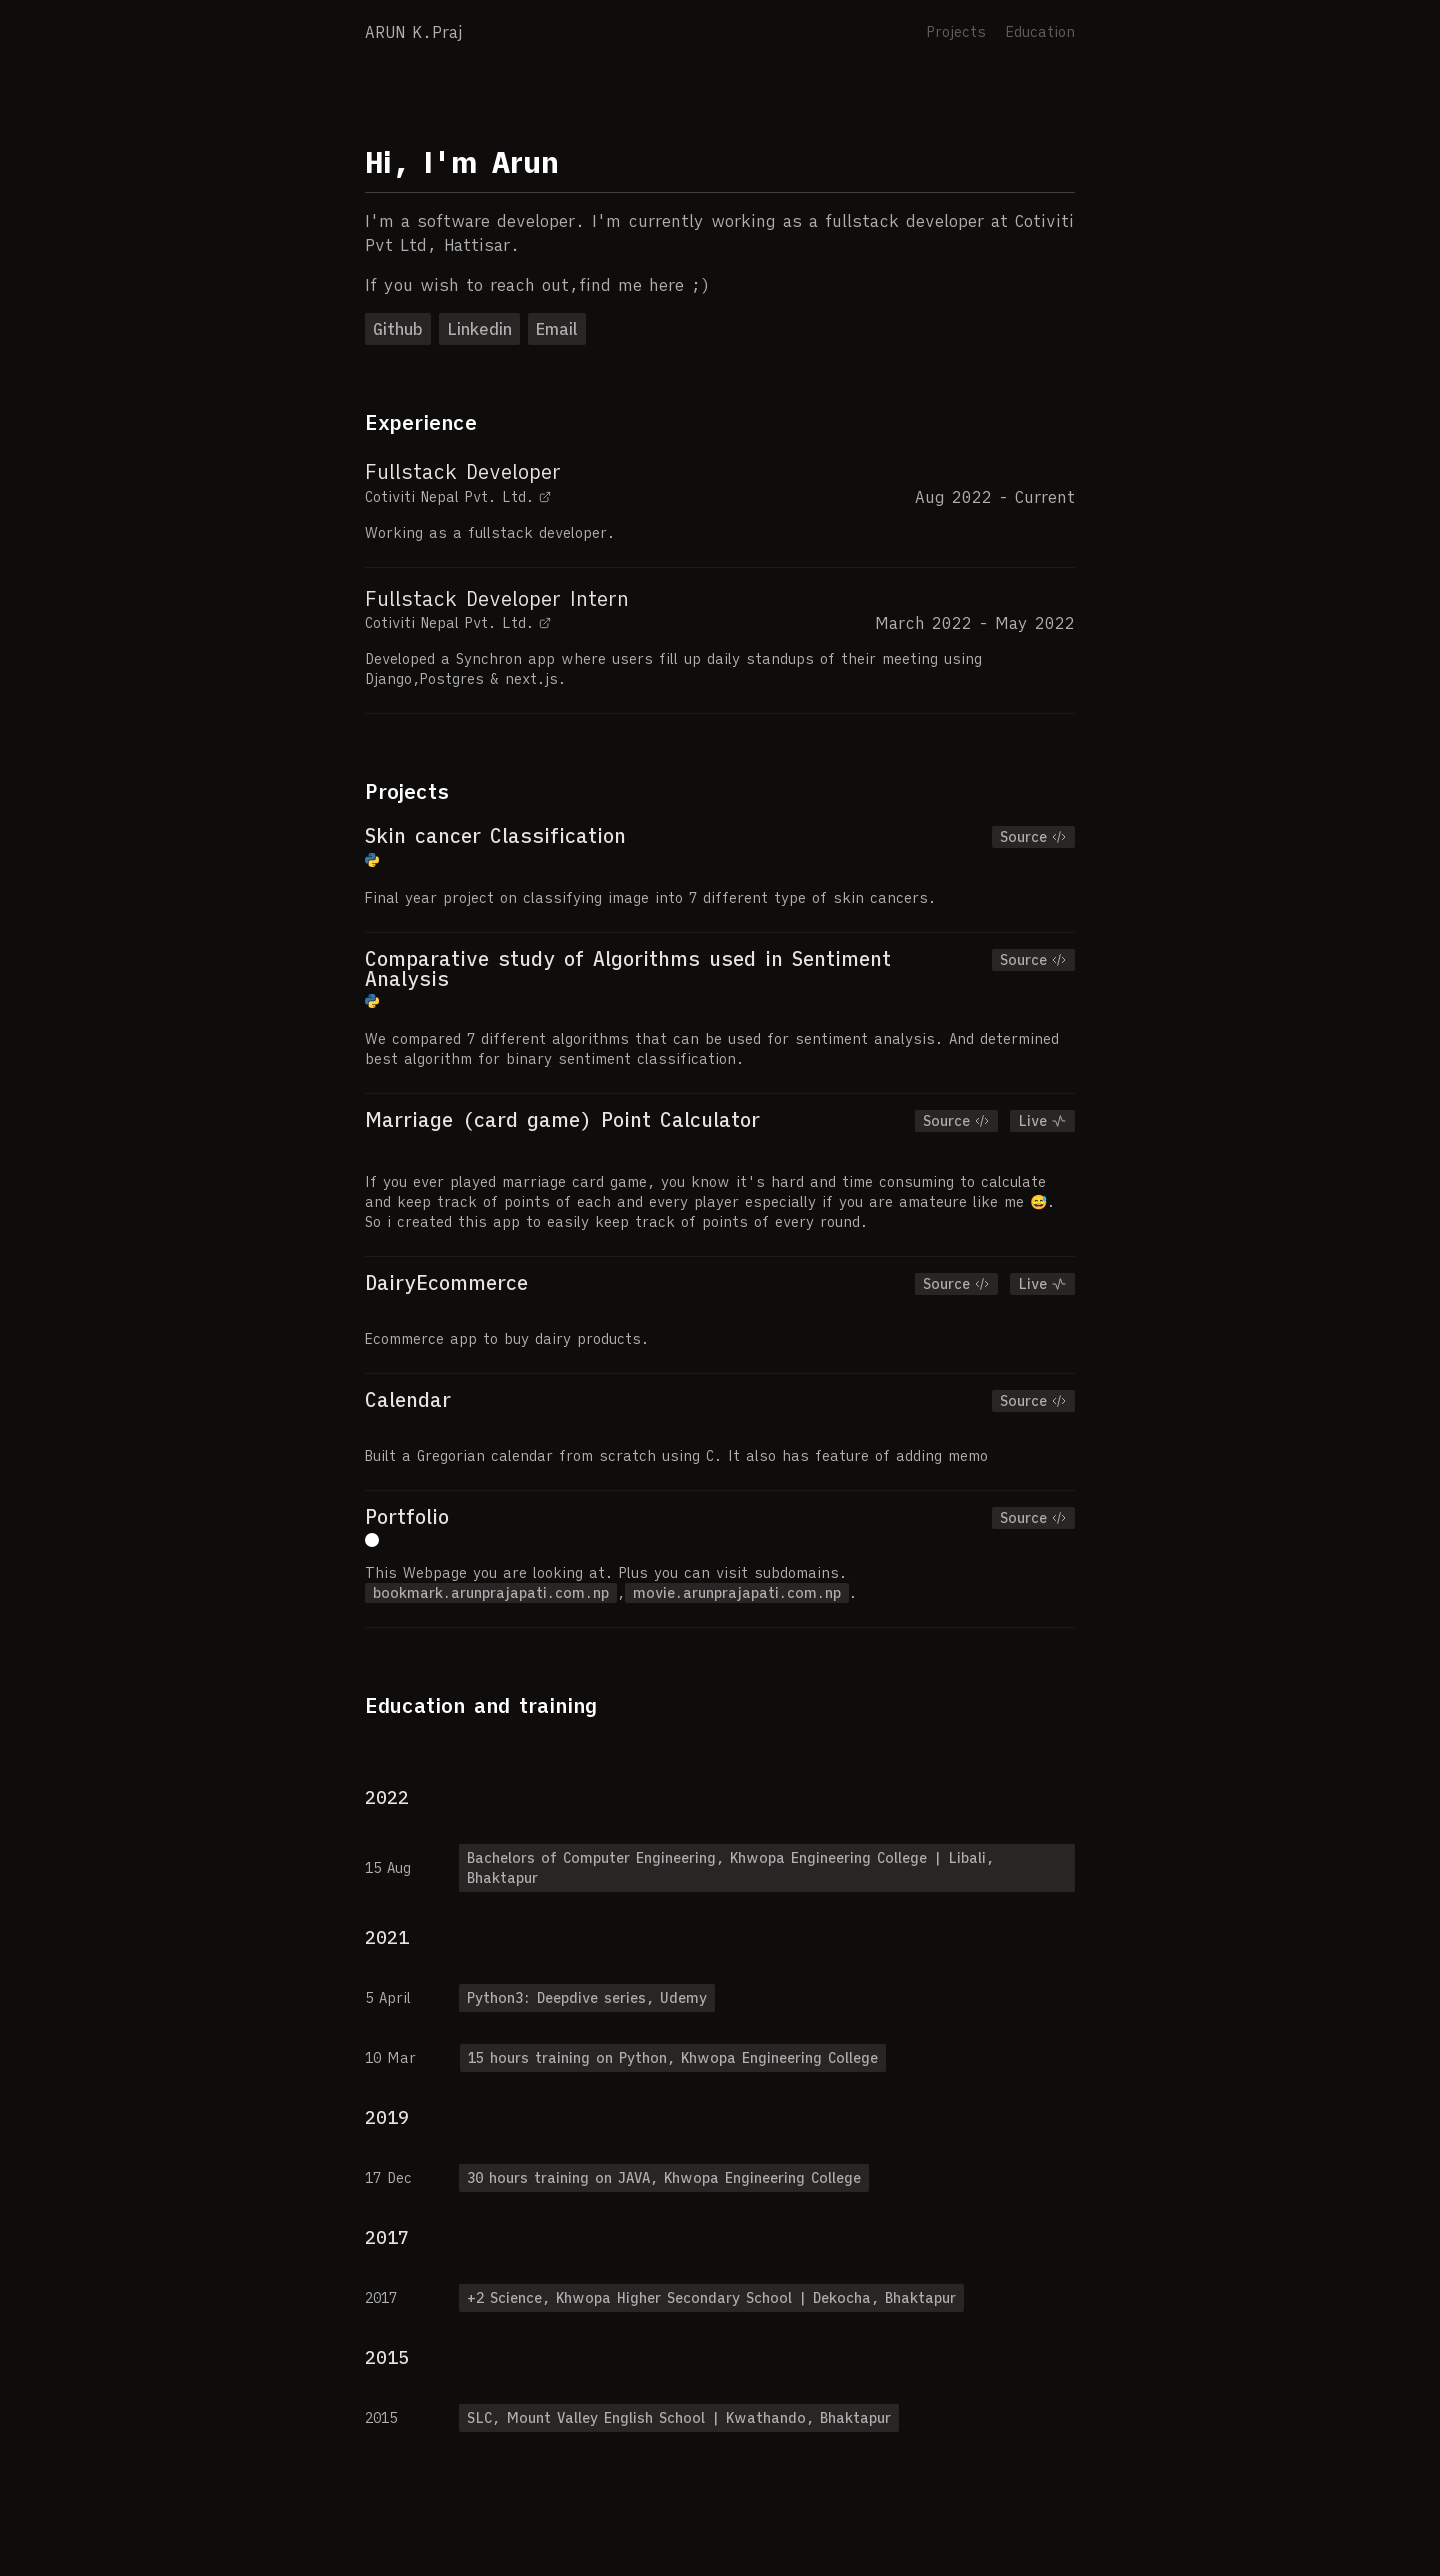 ARUN K.Praj
Projects
Education
Hi, I'm Arun
I'm a software developer. I'm currently working as a fullstack developer at Cotiviti
Pvt Ltd, Hattisar.
If you wish to reach out,find me here ;)
Github
Linkedin
Email
Experience
Fullstack Developer
Cotiviti Nepal Pvt. Ltd.
Aug 2022 - Current
Working as a fullstack developer.
Fullstack Developer Intern
Cotiviti Nepal Pvt. Ltd.
March 2022 - May 2022
Developed a Synchron app where users fill up daily standups of their meeting using
Django,Postgres & next.js.
Projects
Skin cancer Classification
Source
Final year project on classifying image into 7 different type of skin cancers.
Comparative study of Algorithms used in Sentiment
Analysis
Source
We compared 7 different algorithms that can be used for sentiment analysis. And determined
best algorithm for binary sentiment classification.
Marriage (card game) Point Calculator
Source
Live
If you ever played marriage card game, you know it's hard and time consuming to calculate
and keep track of points of each and every player especially if you are amateure like me 😅.
So i created this app to easily keep track of points of every round.
DairyEcommerce
Source
Live
Ecommerce app to buy dairy products.
Calendar
Source
Built a Gregorian calendar from scratch using C. It also has feature of adding memo
Portfolio
Source
This Webpage you are looking at. Plus you can visit subdomains.
bookmark.arunprajapati.com.np ,movie.arunprajapati.com.np .
Education and training
2022
15 Aug
Bachelors of Computer Engineering, Khwopa Engineering College | Libali,
Bhaktapur
2021
5 April
Python3: Deepdive series, Udemy
10 Mar
15 hours training on Python, Khwopa Engineering College
2019
17 Dec
30 hours training on JAVA, Khwopa Engineering College
2017
2017
+2 Science, Khwopa Higher Secondary School | Dekocha, Bhaktapur
2015
2015
SLC, Mount Valley English School | Kwathando, Bhaktapur